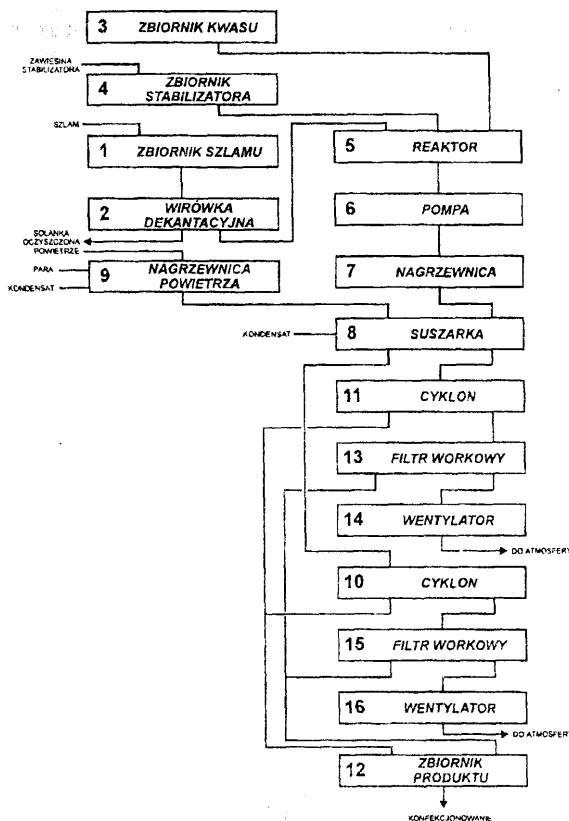 3 ZBIORNIK KWASU
ZAWIESINA
STABILIZATORA
4 ZBIORNIK
STABILIZATORA
SZLAM
1 ZBIORNIK SZLAMU
5 REAKTOR
2 WIRÓWKA
DEKANTACYJNA
6 POMPA
SOLANKA
OCZYSZCZONA
POWIETRZE
PARA
9 NAGRZEWNICA
POWIETRZA
KONDENSAT
7 NAGRZEWNICA
KONDENSAT
8 SUSZARKA
11 CYKLON
13 FILTR WORKOWY
14 WENTYLATOR
DO ATMOSFERY
10 CYKLON
15 FILTR WORKOWY
16 WENTYLATOR
DO ATMOSFERY
12 ZBIORNIK
PRODUKTU
KONFEKCJONOWANIE